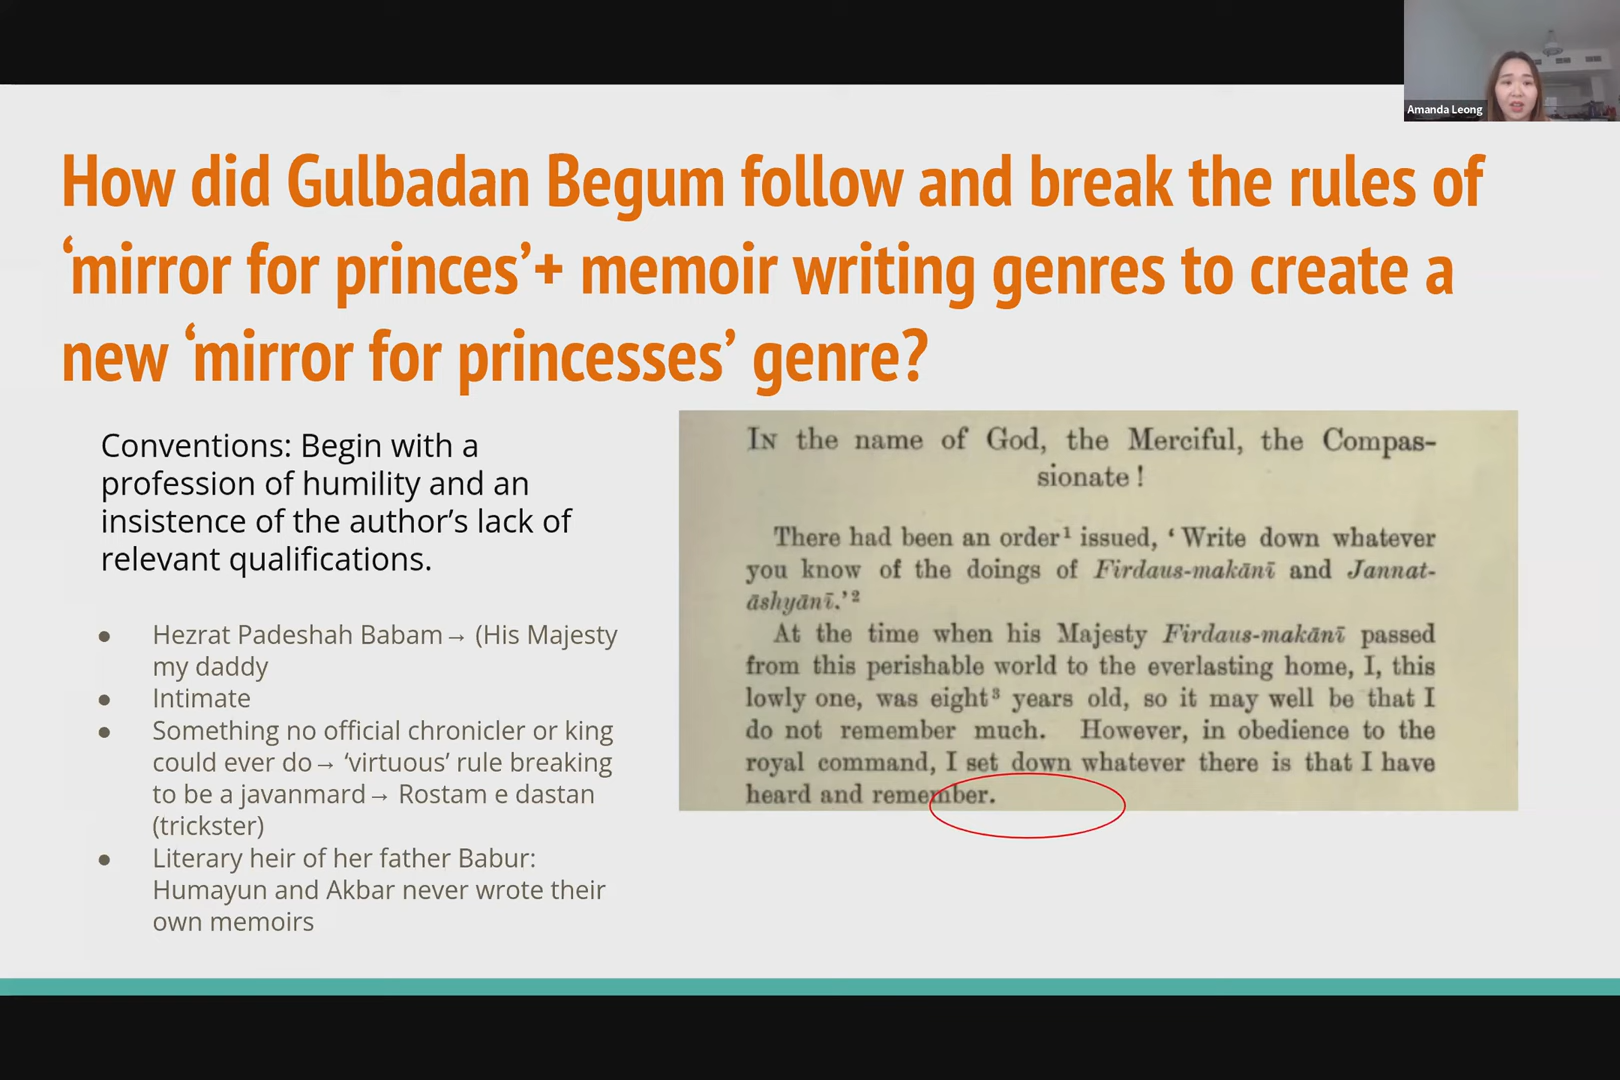 Amanda Leong
How did Gulbadan Begum follow and break the rules of
‘mirror for princes’+ memoir writing genres to create a
new ‘mirror for princesses’ genre?
Conventions: Begin with a
profession of humility and an
insistence of the author’s lack of
relevant qualifications.
● Hezrat Padeshah Babam→ (His Majesty
my daddy
● Intimate
● Something no official chronicler or king
could ever do→ ‘virtuous’ rule breaking
to be a javanmard→ Rostam e dastan
(trickster)
● Literary heir of her father Babur:
Humayun and Akbar never wrote their
own memoirs
In the name of God, the Merciful, the Compas-
sionate !
There had been an order¹ issued, ‘ Write down whatever
you know of the doings of Firdaus-makānī and Jannat-
āshyānī.’²
At the time when his Majesty Firdaus-makānī passed
from this perishable world to the everlasting home, I, this
lowly one, was eight³ years old, so it may well be that I
do not remember much. However, in obedience to the
royal command, I set down whatever there is that I have
heard and remember.